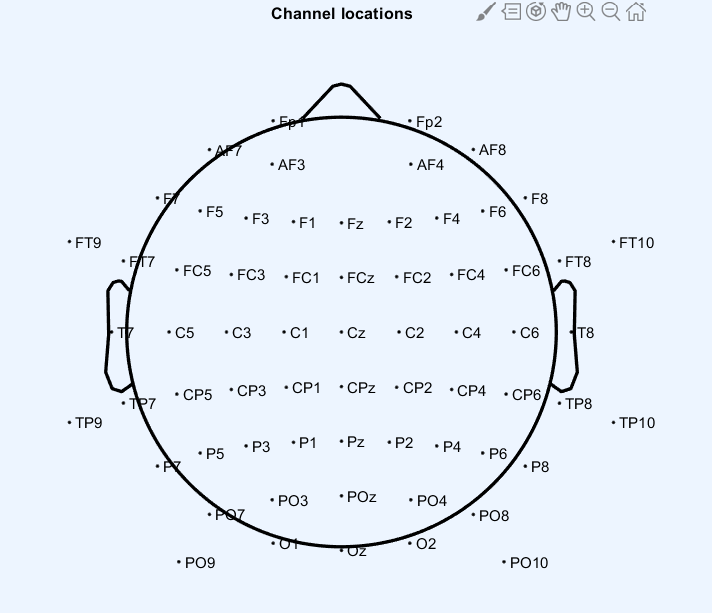 Channel locations
Fp1 Fp2
AF7 AF8
AF3 AF4
F7 F8
F5 F3 F1 Fz F2 F4 F6
FT9 FT10
FT7 FT8
FC5 FC3 FC1 FCz FC2 FC4 FC6
T7 C5 C3 C1 Cz C2 C4 C6 T8
CP5 CP3 CP1 CPz CP2 CP4 CP6
TP7 TP8
TP9 TP10
P5 P3 P1 Pz P2 P4 P6
P7 P8
PO3 POz PO4
PO7 PO8
O1 Oz O2
PO9 PO10